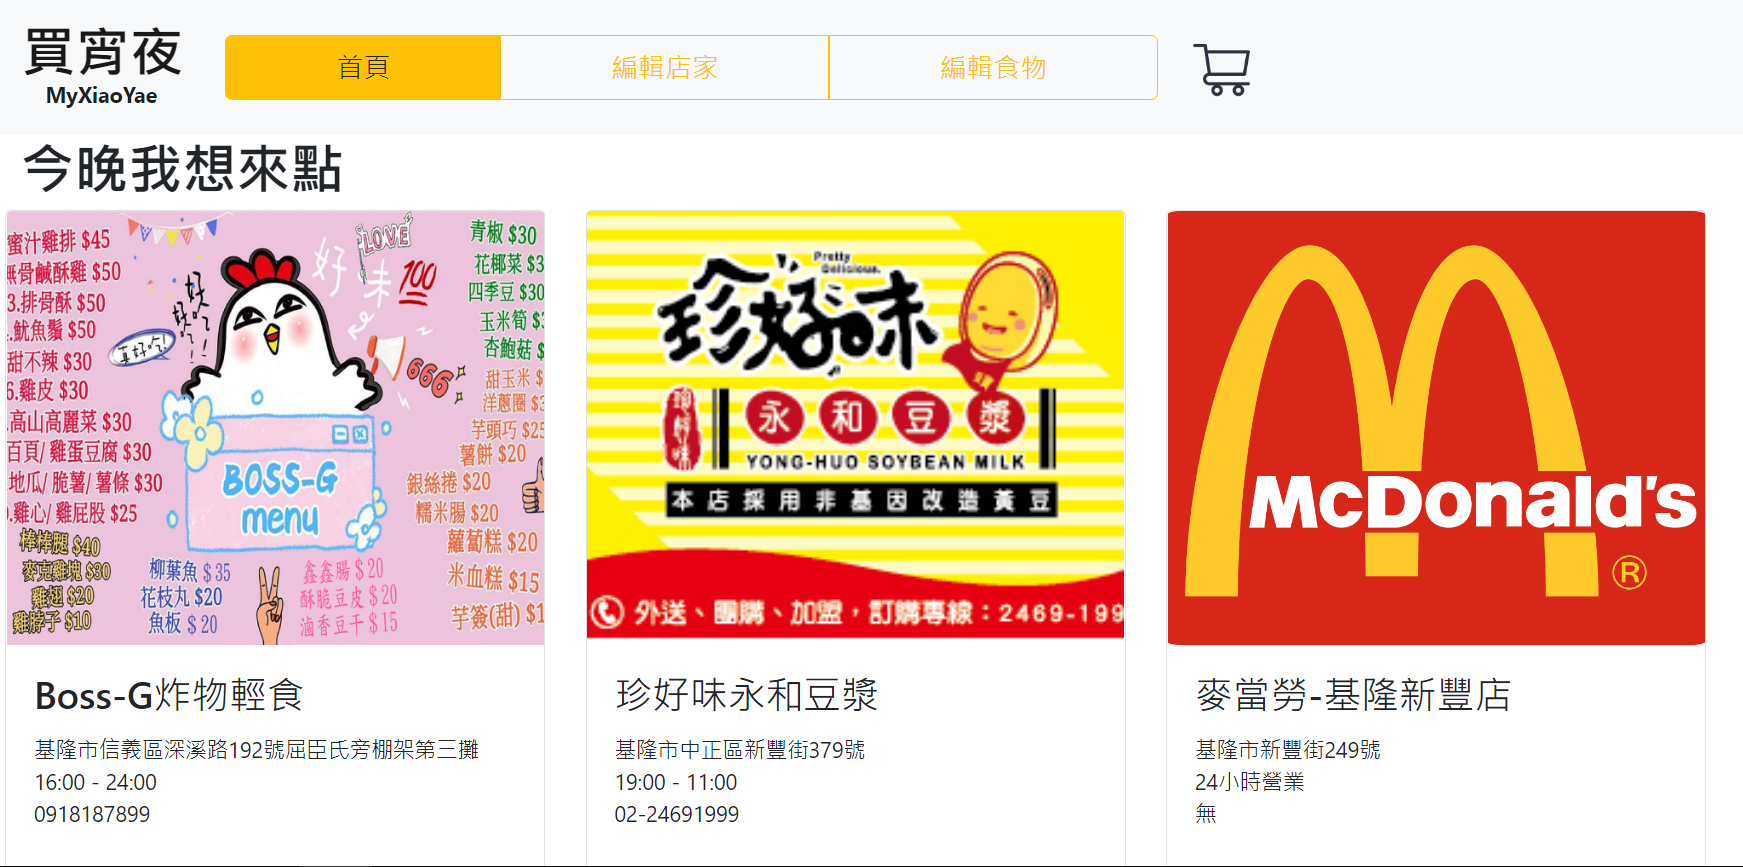 買宵夜
MyXiaoYae
首頁
編輯店家
編輯食物
今晚我想來點
蜜汁雞排 $45
無骨鹹酥雞 $50
3.排骨酥 $50
.魷魚鬚 $50
甜不辣 $30
6.雞皮 $30
.高山高麗菜 $30
百頁/ 雞蛋豆腐 $30
地瓜/ 脆薯/ 薯條 $30
.雞心/ 雞屁股 $25
棒棒腿 $40
麥克雞塊 $30
雞翅 $20
雞脖子 $10
好味
LOVE
100
好好吃!!
真好吃!
666
BOSS-G
menu
柳葉魚 $35
花枝丸 $20
魚板 $20
鑫鑫腸 $20
酥脆豆皮 $20
滷香豆干 $15
青椒 $30
花椰菜 $3
四季豆 $30
玉米筍 $3
杏鮑菇 $
甜玉米 $
洋蔥圈 $3
芋頭巧 $25
薯餅 $20
銀絲捲 $20
糯米腸 $20
蘿蔔糕 $20
米血糕 $15
芋簽(甜) $1
Pretty
Delicious.
珍好味
珍好味
永和豆漿
YONG-HUO SOYBEAN MILK
本店採用非基因改造黃豆
外送、團購、加盟，訂購專線：2469-199
McDonald's
®
Boss-G炸物輕食
基隆市信義區深溪路192號屈臣氏旁棚架第三攤
16:00 - 24:00
0918187899
珍好味永和豆漿
基隆市中正區新豐街379號
19:00 - 11:00
02-24691999
麥當勞-基隆新豐店
基隆市新豐街249號
24小時營業
無